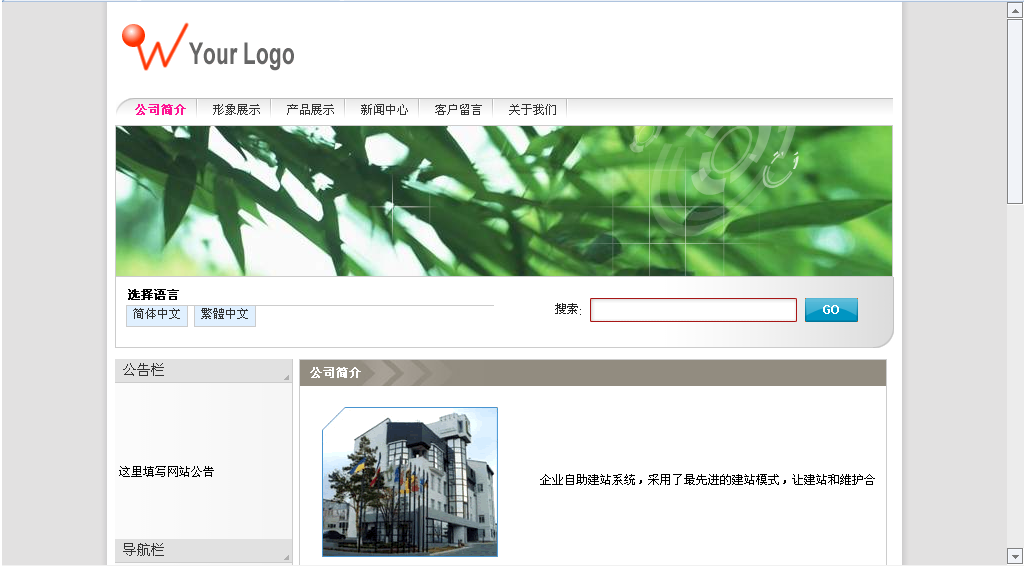 Your Logo
公司简介 形象展示 产品展示 新闻中心 客户留言 关于我们
选择语言
简体中文 繁體中文
搜索: GO
公告栏
公司简介
这里填写网站公告
企业自助建站系统，采用了最先进的建站模式，让建站和维护合
导航栏